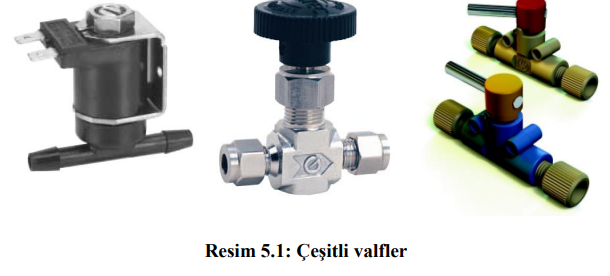 Resim 5.1: Çeşitli valfler